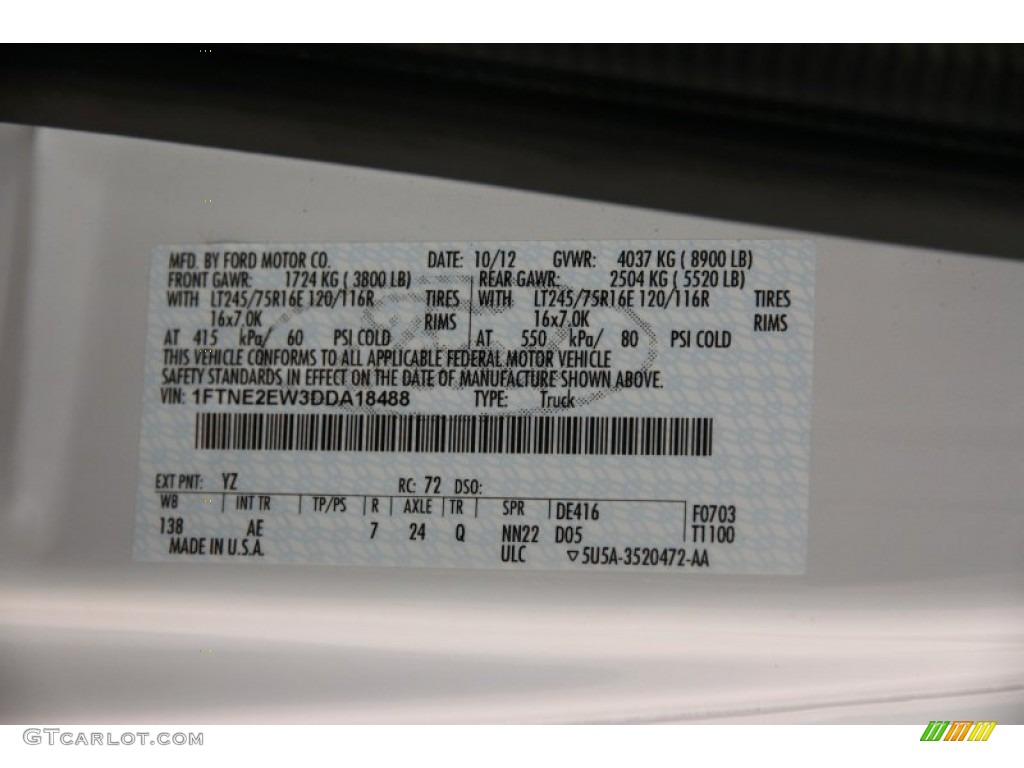 MFD. BY FORD MOTOR CO. DATE: 10/12 GVWR: 4037 KG ( 8900 LB)
FRONT GAWR: 1724 KG ( 3800 LB) REAR GAWR: 2504 KG ( 5520 LB)
WITH LT245/75R16E 120/116R TIRES WITH LT245/75R16E 120/116R TIRES
16x7.0K RIMS 16x7.0K RIMS
AT 415 kPa/ 60 PSI COLD AT 550 kPa/ 80 PSI COLD
THIS VEHICLE CONFORMS TO ALL APPLICABLE FEDERAL MOTOR VEHICLE
SAFETY STANDARDS IN EFFECT ON THE DATE OF MANUFACTURE SHOWN ABOVE.
VIN: 1FTNE2EW3DDA18488 TYPE: Truck
EXT PNT: YZ RC: 72 DSO:
WB INT TR TP/PS R AXLE TR SPR DE416 F0703
138 AE 7 24 Q NN22 D05 T1100
MADE IN U.S.A. ULC ▽5U5A-3520472-AA
GTCARLOT.COM